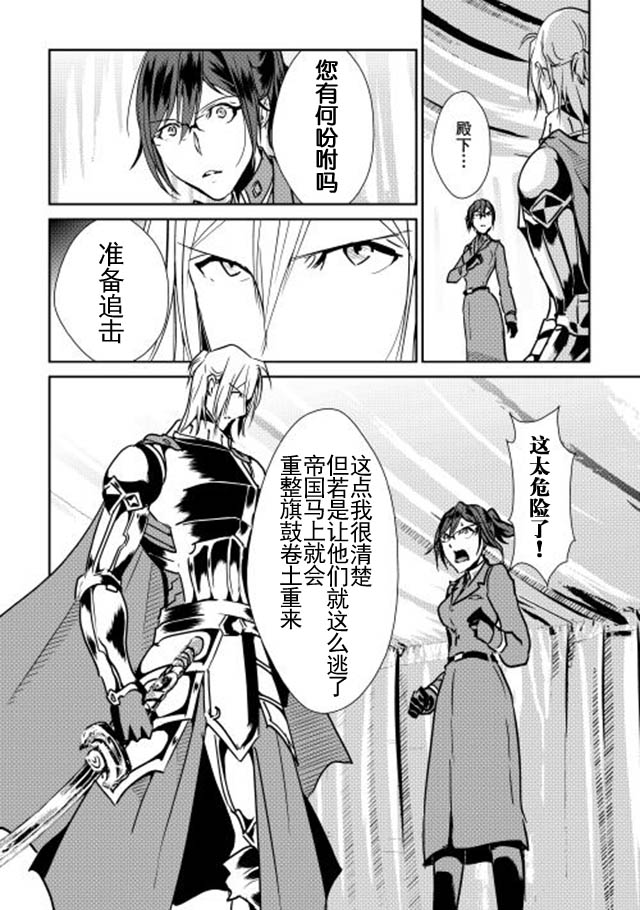 殿下…
您有何吩咐吗
准备追击
这太危险了！
这点我很清楚
但若是让他们就这么逃了
帝国马上就会
重整旗鼓卷土重来